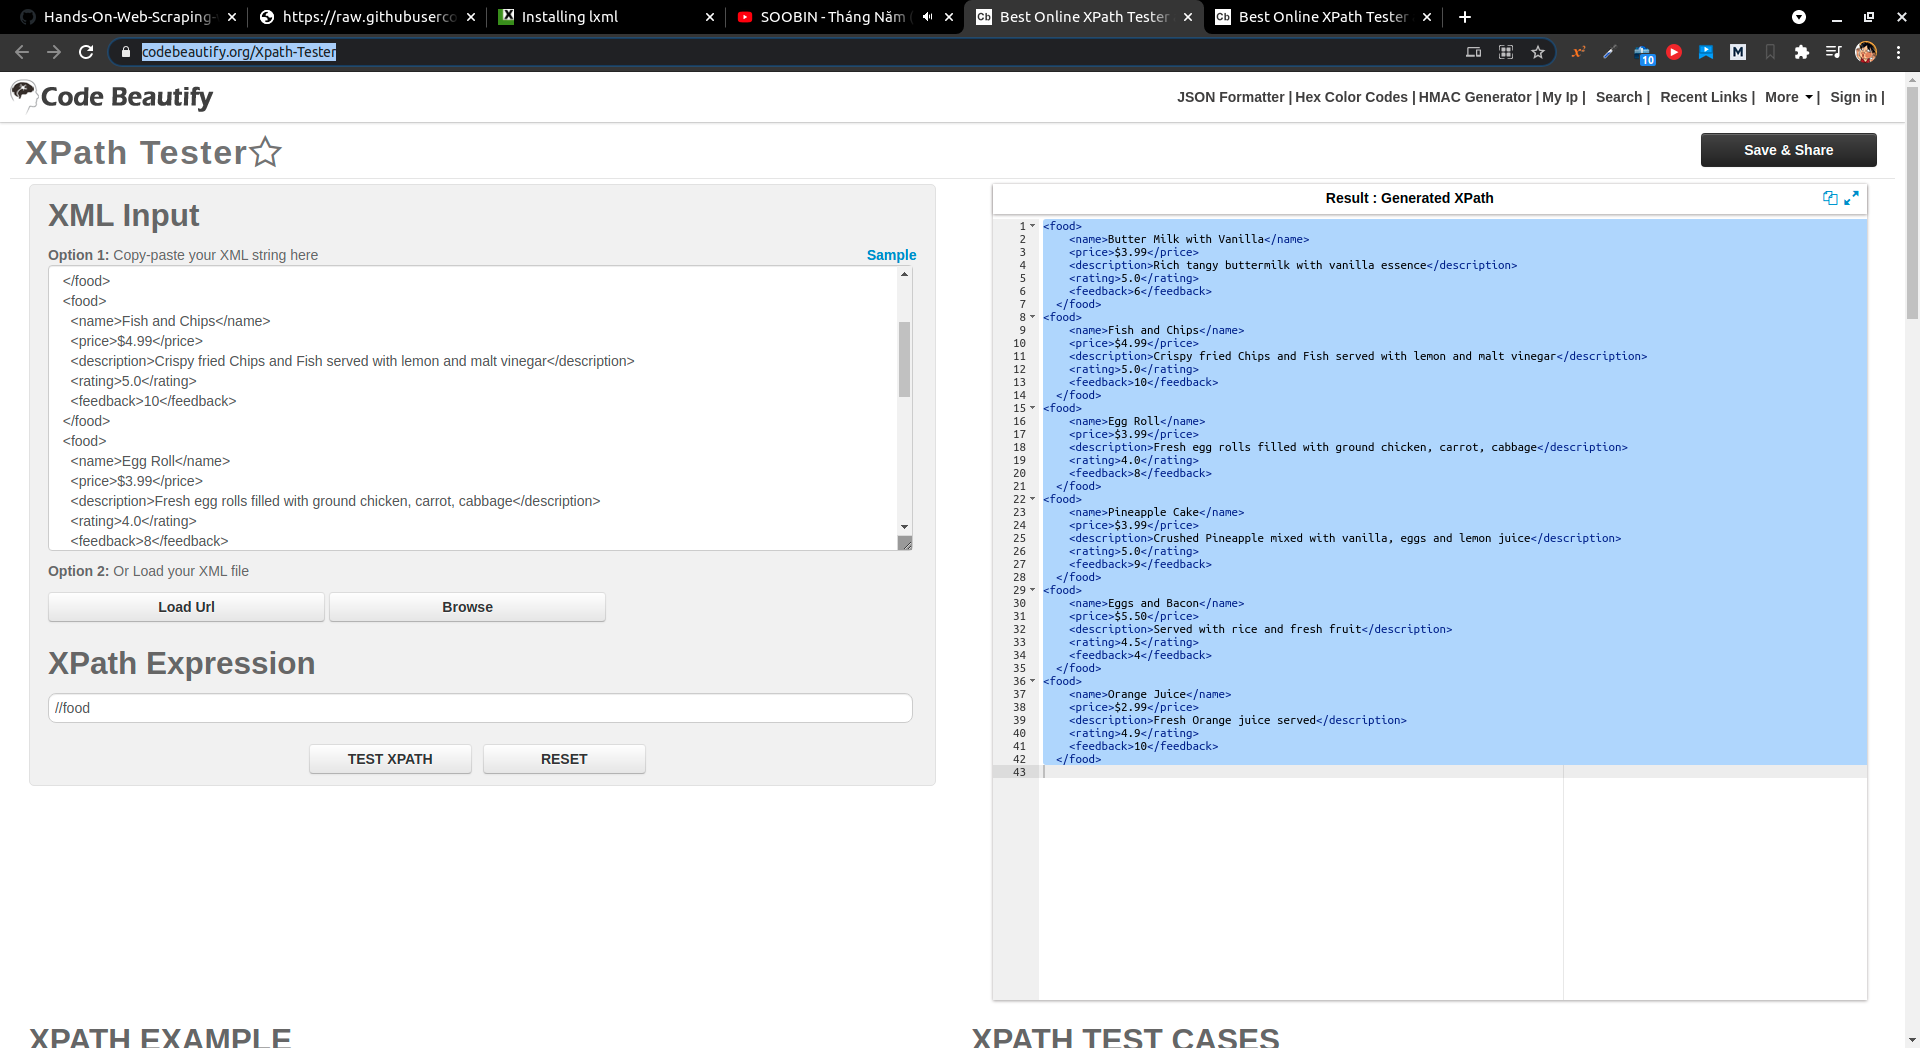 Hands-On-Web-Scraping-
https://raw.githubuserco
Installing lxml
SOOBIN - Tháng Năm (
Best Online XPath Tester
Best Online XPath Tester
codebeautify.org/Xpath-Tester
10
Code Beautify
JSON Formatter | Hex Color Codes | HMAC Generator | My Ip | Search | Recent Links | More | Sign in |
XPath Tester
Save & Share
XML Input
Option 1: Copy-paste your XML string here
Sample
</food>
<food>
<name>Fish and Chips</name>
<price>$4.99</price>
<description>Crispy fried Chips and Fish served with lemon and malt vinegar</description>
<rating>5.0</rating>
<feedback>10</feedback>
</food>
<food>
<name>Egg Roll</name>
<price>$3.99</price>
<description>Fresh egg rolls filled with ground chicken, carrot, cabbage</description>
<rating>4.0</rating>
<feedback>8</feedback>
Option 2: Or Load your XML file
Load Url
Browse
XPath Expression
//food
TEST XPATH
RESET
Result : Generated XPath
1 <food>
2 <name>Butter Milk with Vanilla</name>
3 <price>$3.99</price>
4 <description>Rich tangy buttermilk with vanilla essence</description>
5 <rating>5.0</rating>
6 <feedback>6</feedback>
7 </food>
8 <food>
9 <name>Fish and Chips</name>
10 <price>$4.99</price>
11 <description>Crispy fried Chips and Fish served with lemon and malt vinegar</description>
12 <rating>5.0</rating>
13 <feedback>10</feedback>
14 </food>
15 <food>
16 <name>Egg Roll</name>
17 <price>$3.99</price>
18 <description>Fresh egg rolls filled with ground chicken, carrot, cabbage</description>
19 <rating>4.0</rating>
20 <feedback>8</feedback>
21 </food>
22 <food>
23 <name>Pineapple Cake</name>
24 <price>$3.99</price>
25 <description>Crushed Pineapple mixed with vanilla, eggs and lemon juice</description>
26 <rating>5.0</rating>
27 <feedback>9</feedback>
28 </food>
29 <food>
30 <name>Eggs and Bacon</name>
31 <price>$5.50</price>
32 <description>Served with rice and fresh fruit</description>
33 <rating>4.5</rating>
34 <feedback>4</feedback>
35 </food>
36 <food>
37 <name>Orange Juice</name>
38 <price>$2.99</price>
39 <description>Fresh Orange juice served</description>
40 <rating>4.9</rating>
41 <feedback>10</feedback>
42 </food>
43
XPATH EXAMPLE
XPATH TEST CASES